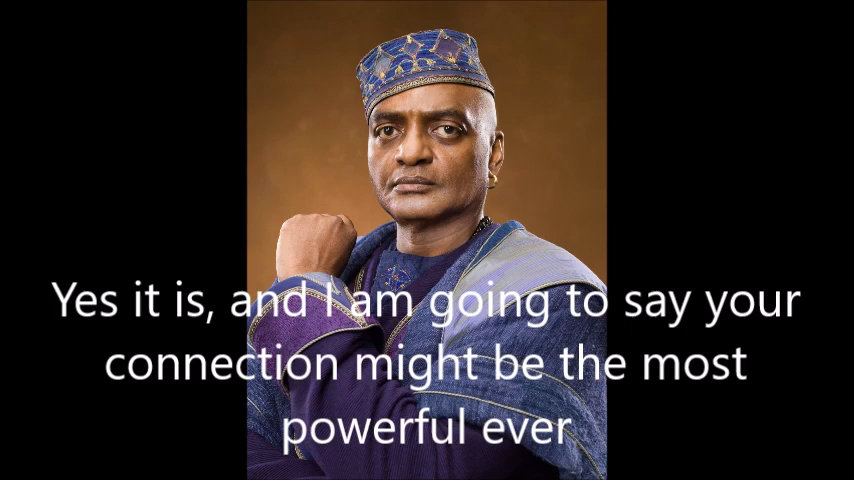 Yes it is, and I am going to say your
connection might be the most
powerful ever